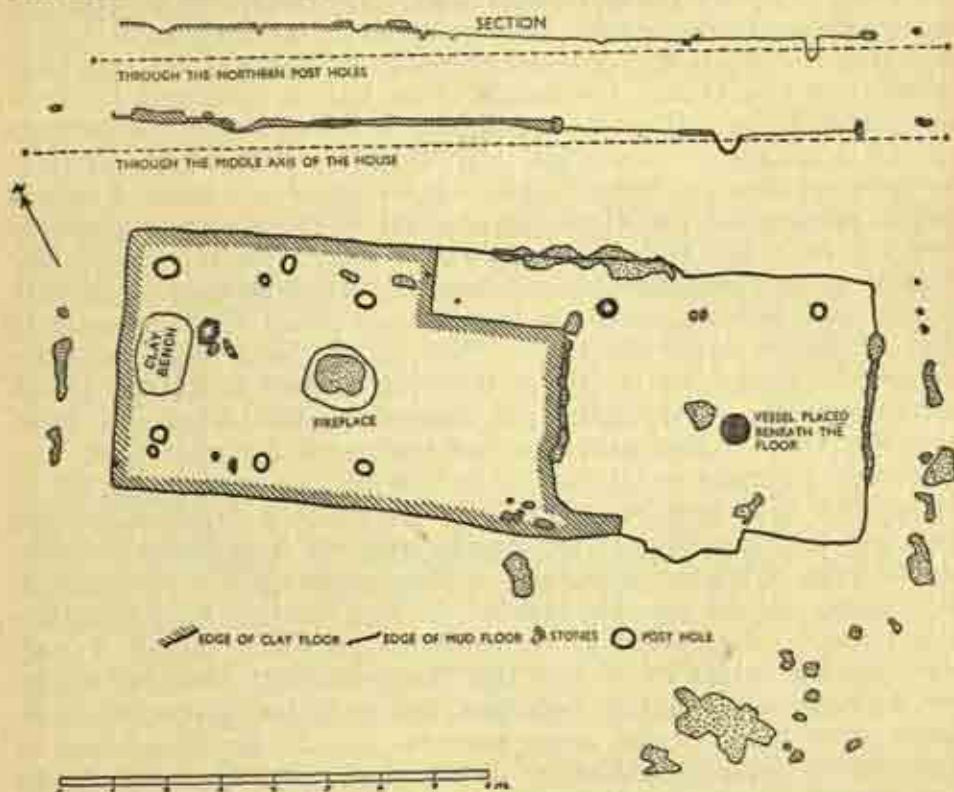 SECTION
THROUGH THE NORTHERN POST HOLES
THROUGH THE MIDDLE AXIS OF THE HOUSE
N
CLAY
BENCH
FIREPLACE
VESSEL PLACED
BENEATH THE
FLOOR
EDGE OF CLAY FLOOR EDGE OF MUD FLOOR STONES POST HOLE